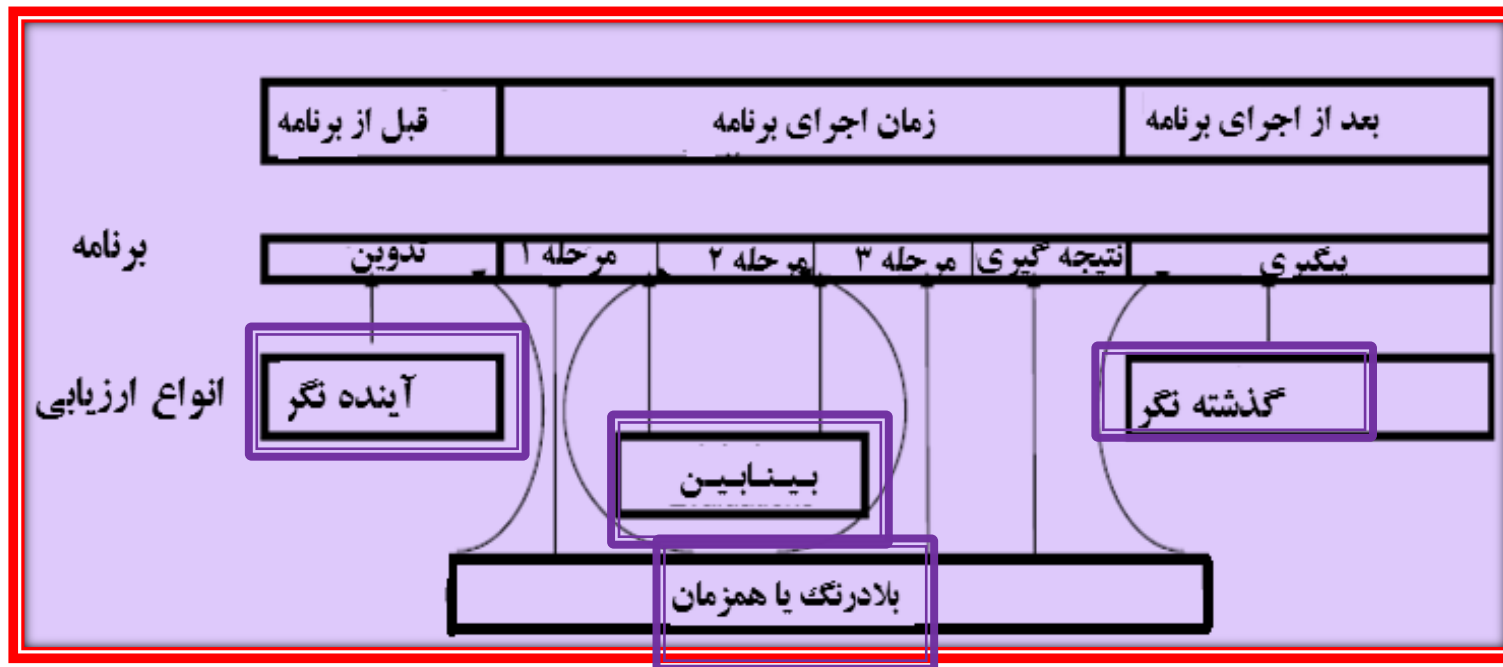 قبل از برنامه
زمان اجرای برنامه
بعد از اجرای برنامه
برنامه
تدوین
مرحله ۱
مرحله ۲
مرحله ۳
نتیجه گیری
پیگیری
انواع ارزیابی
آینده نگر
گذشته نگر
بینابین
بلادرنگ یا همزمان